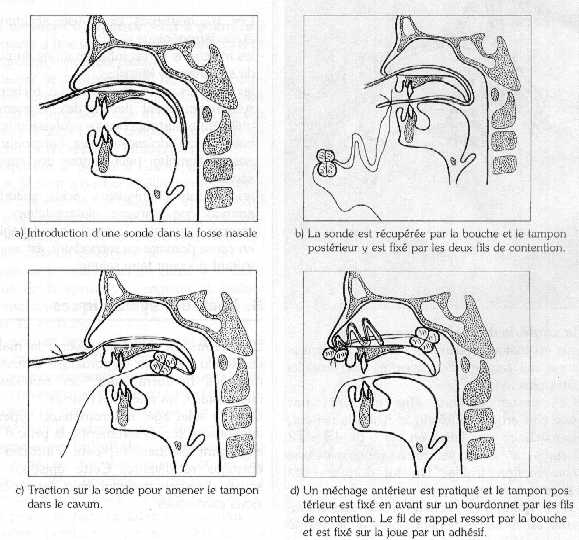 a) Introduction d'une sonde dans la fosse nasale
b) La sonde est récupérée par la bouche et le tampon
postérieur y est fixé par les deux fils de contention.
c) Traction sur la sonde pour amener le tampon
dans le cavum.
d) Un méchage antérieur est pratiqué et le tampon pos-
térieur est fixé en avant sur un bourdonnet par les fils
de contention. Le fil de rappel ressort par la bouche
et est fixé sur la joue par un adhésif.